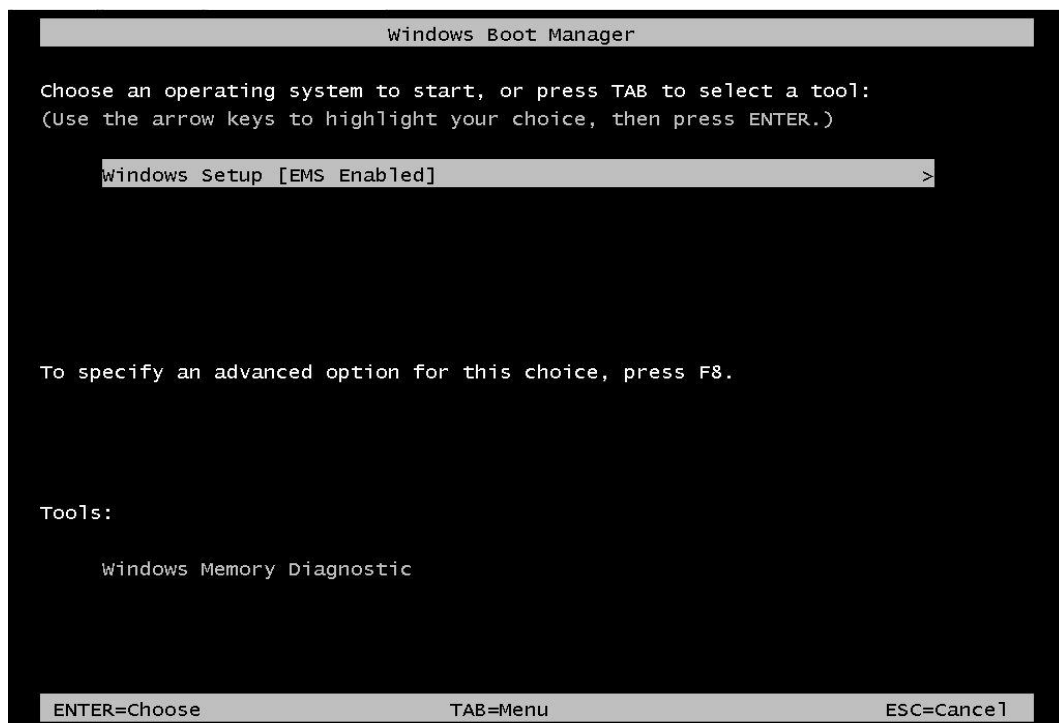 Windows Boot Manager
Choose an operating system to start, or press TAB to select a tool:
(Use the arrow keys to highlight your choice, then press ENTER.)
Windows Setup [EMS Enabled] >
To specify an advanced option for this choice, press F8.
Tools:
Windows Memory Diagnostic
ENTER=Choose TAB=Menu ESC=Cancel